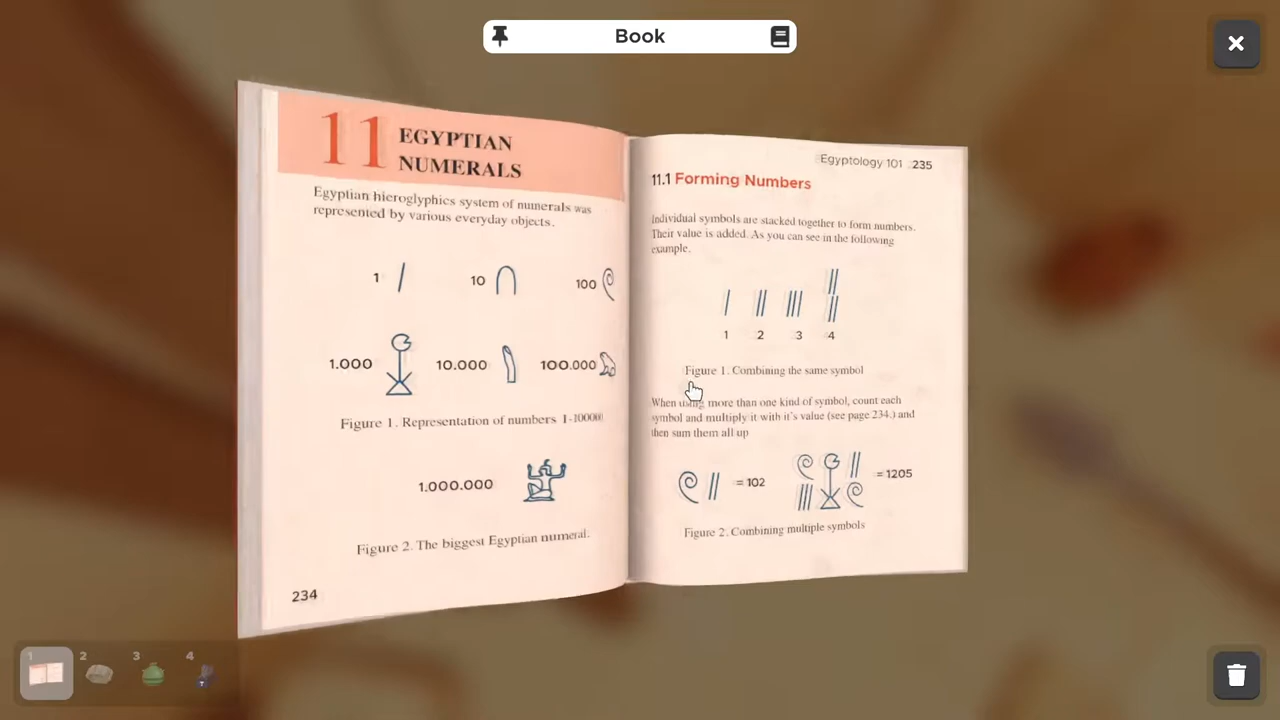 Book
11 EGYPTIAN
NUMERALS
Egyptian hieroglyphics system of numerals was
represented by various everyday objects.
1
10
100
1.000
10.000
100.000
Figure 1. Representation of numbers 1-100000
1.000.000
Figure 2. The biggest Egyptian numeral.
234
Egyptology 101 235
11.1 Forming Numbers
Individual symbols are stacked together to form numbers.
Their value is added. As you can see in the following
example.
1 2 3 4
Figure 1. Combining the same symbol
When using more than one kind of symbol, count each
symbol and multiply it with it's value (see page 234.) and
then sum them all up
= 102
= 1205
Figure 2. Combining multiple symbols
1 2 3 4